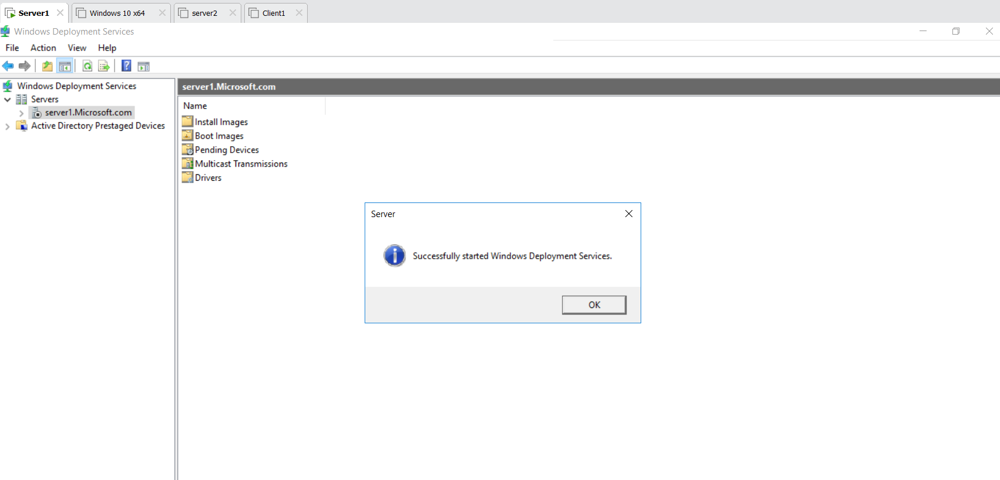 Server1 Windows 10 x64 server2 Client1
Windows Deployment Services
File Action View Help
Windows Deployment Services
Servers
server1.Microsoft.com
Active Directory Prestaged Devices
server1.Microsoft.com
Name
Install Images
Boot Images
Pending Devices
Multicast Transmissions
Drivers
Server
Successfully started Windows Deployment Services.
OK